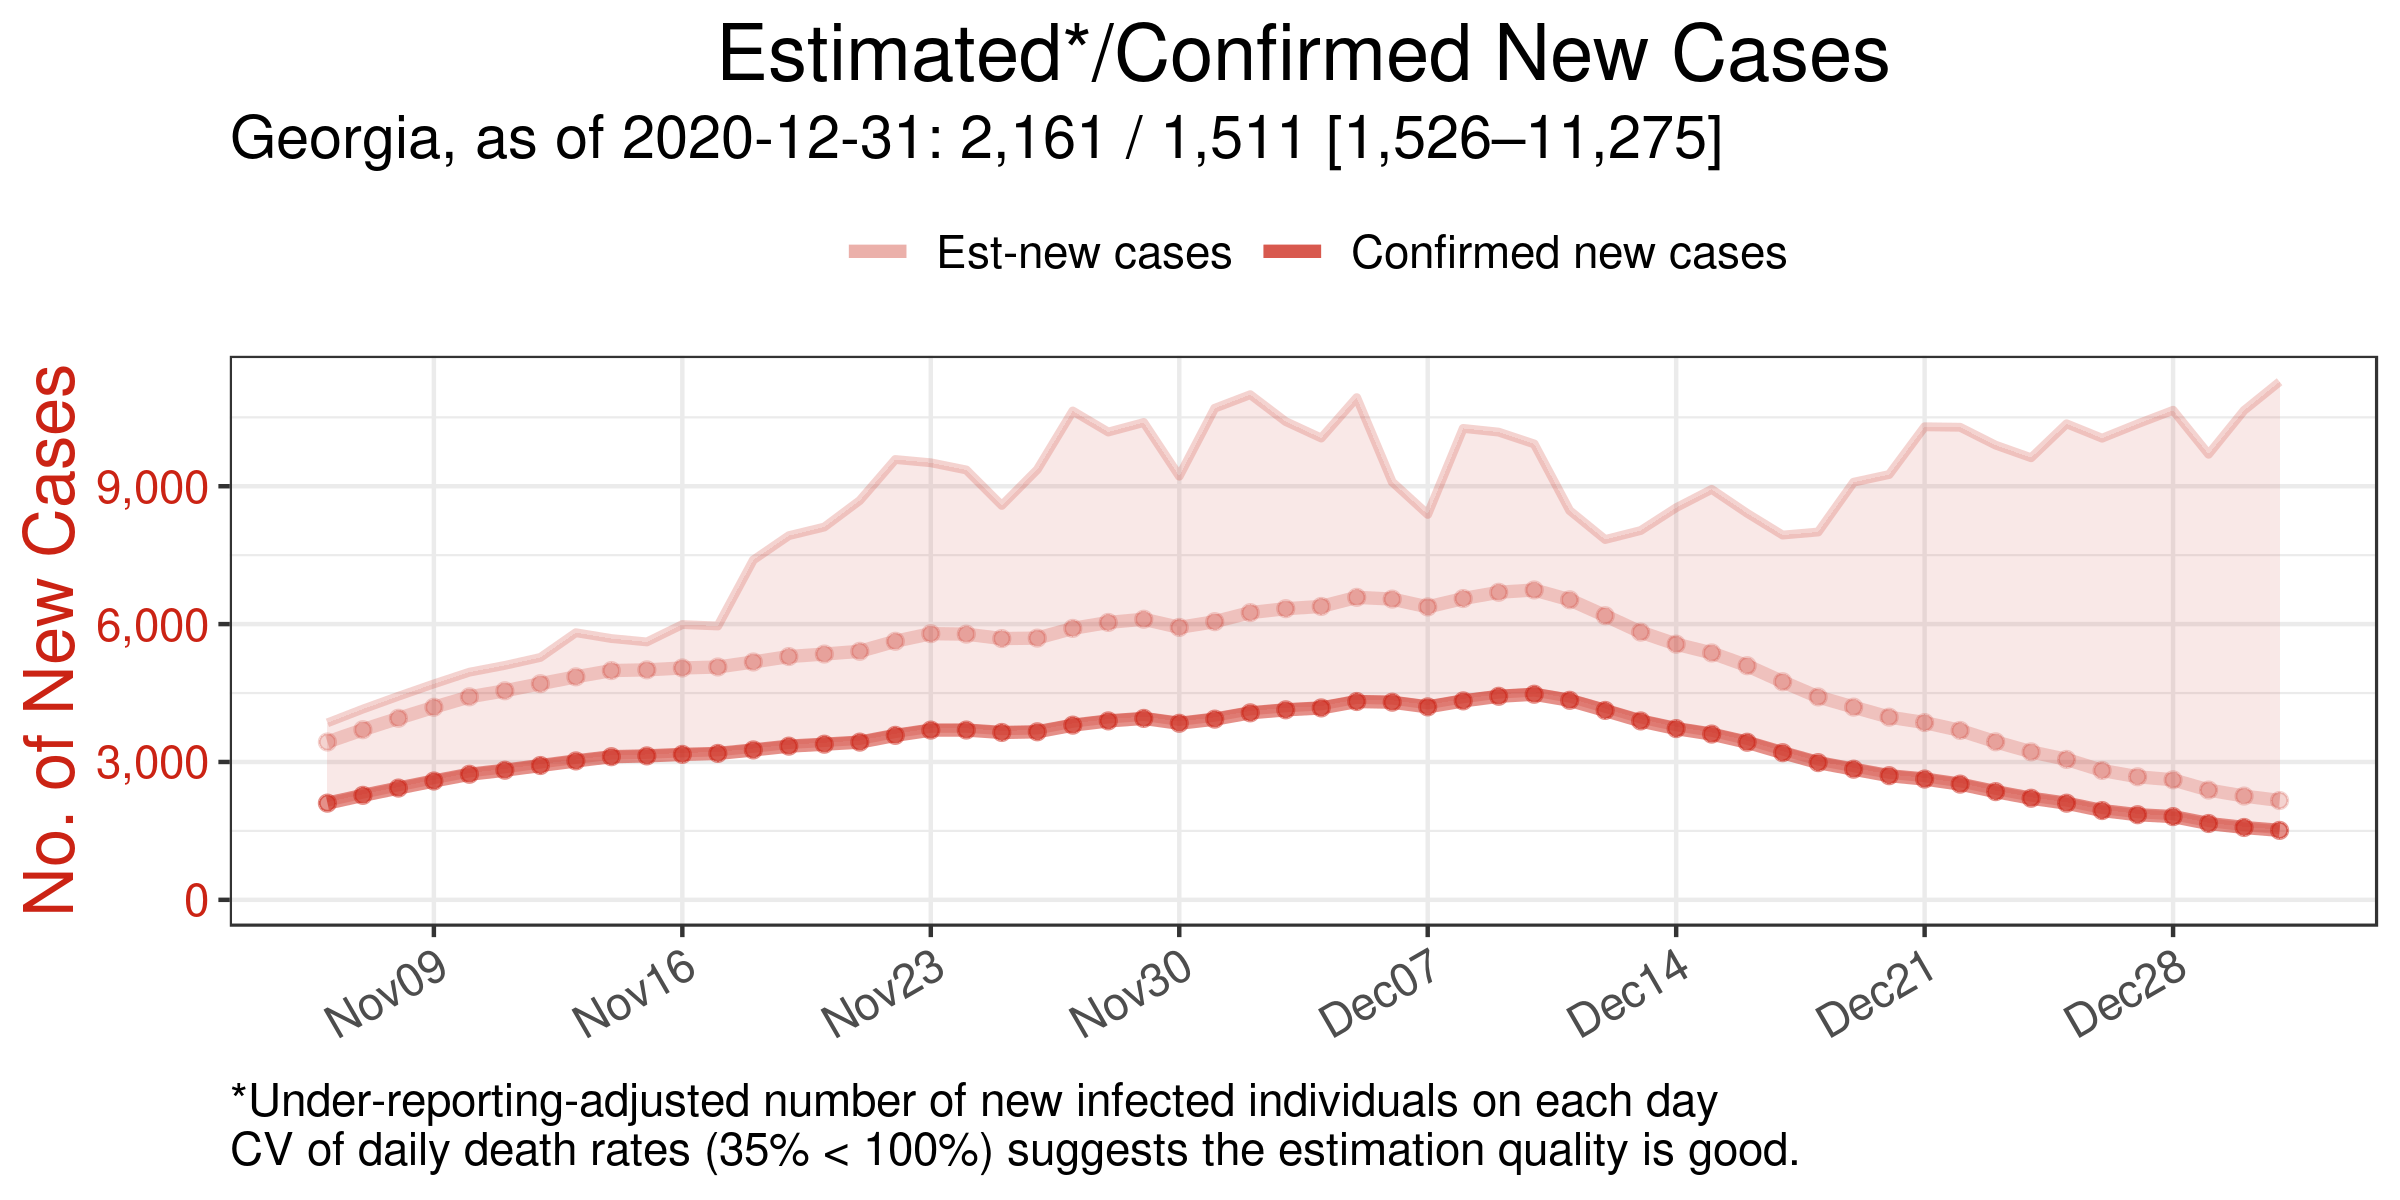 Estimated*/Confirmed New Cases
Georgia, as of 2020-12-31: 2,161 / 1,511 [1,526–11,275]
Est-new cases
Confirmed new cases
No. of New Cases
9,000
6,000
3,000
0
Nov09
Nov16
Nov23
Nov30
Dec07
Dec14
Dec21
Dec28
*Under-reporting-adjusted number of new infected individuals on each day
CV of daily death rates (35% < 100%) suggests the estimation quality is good.